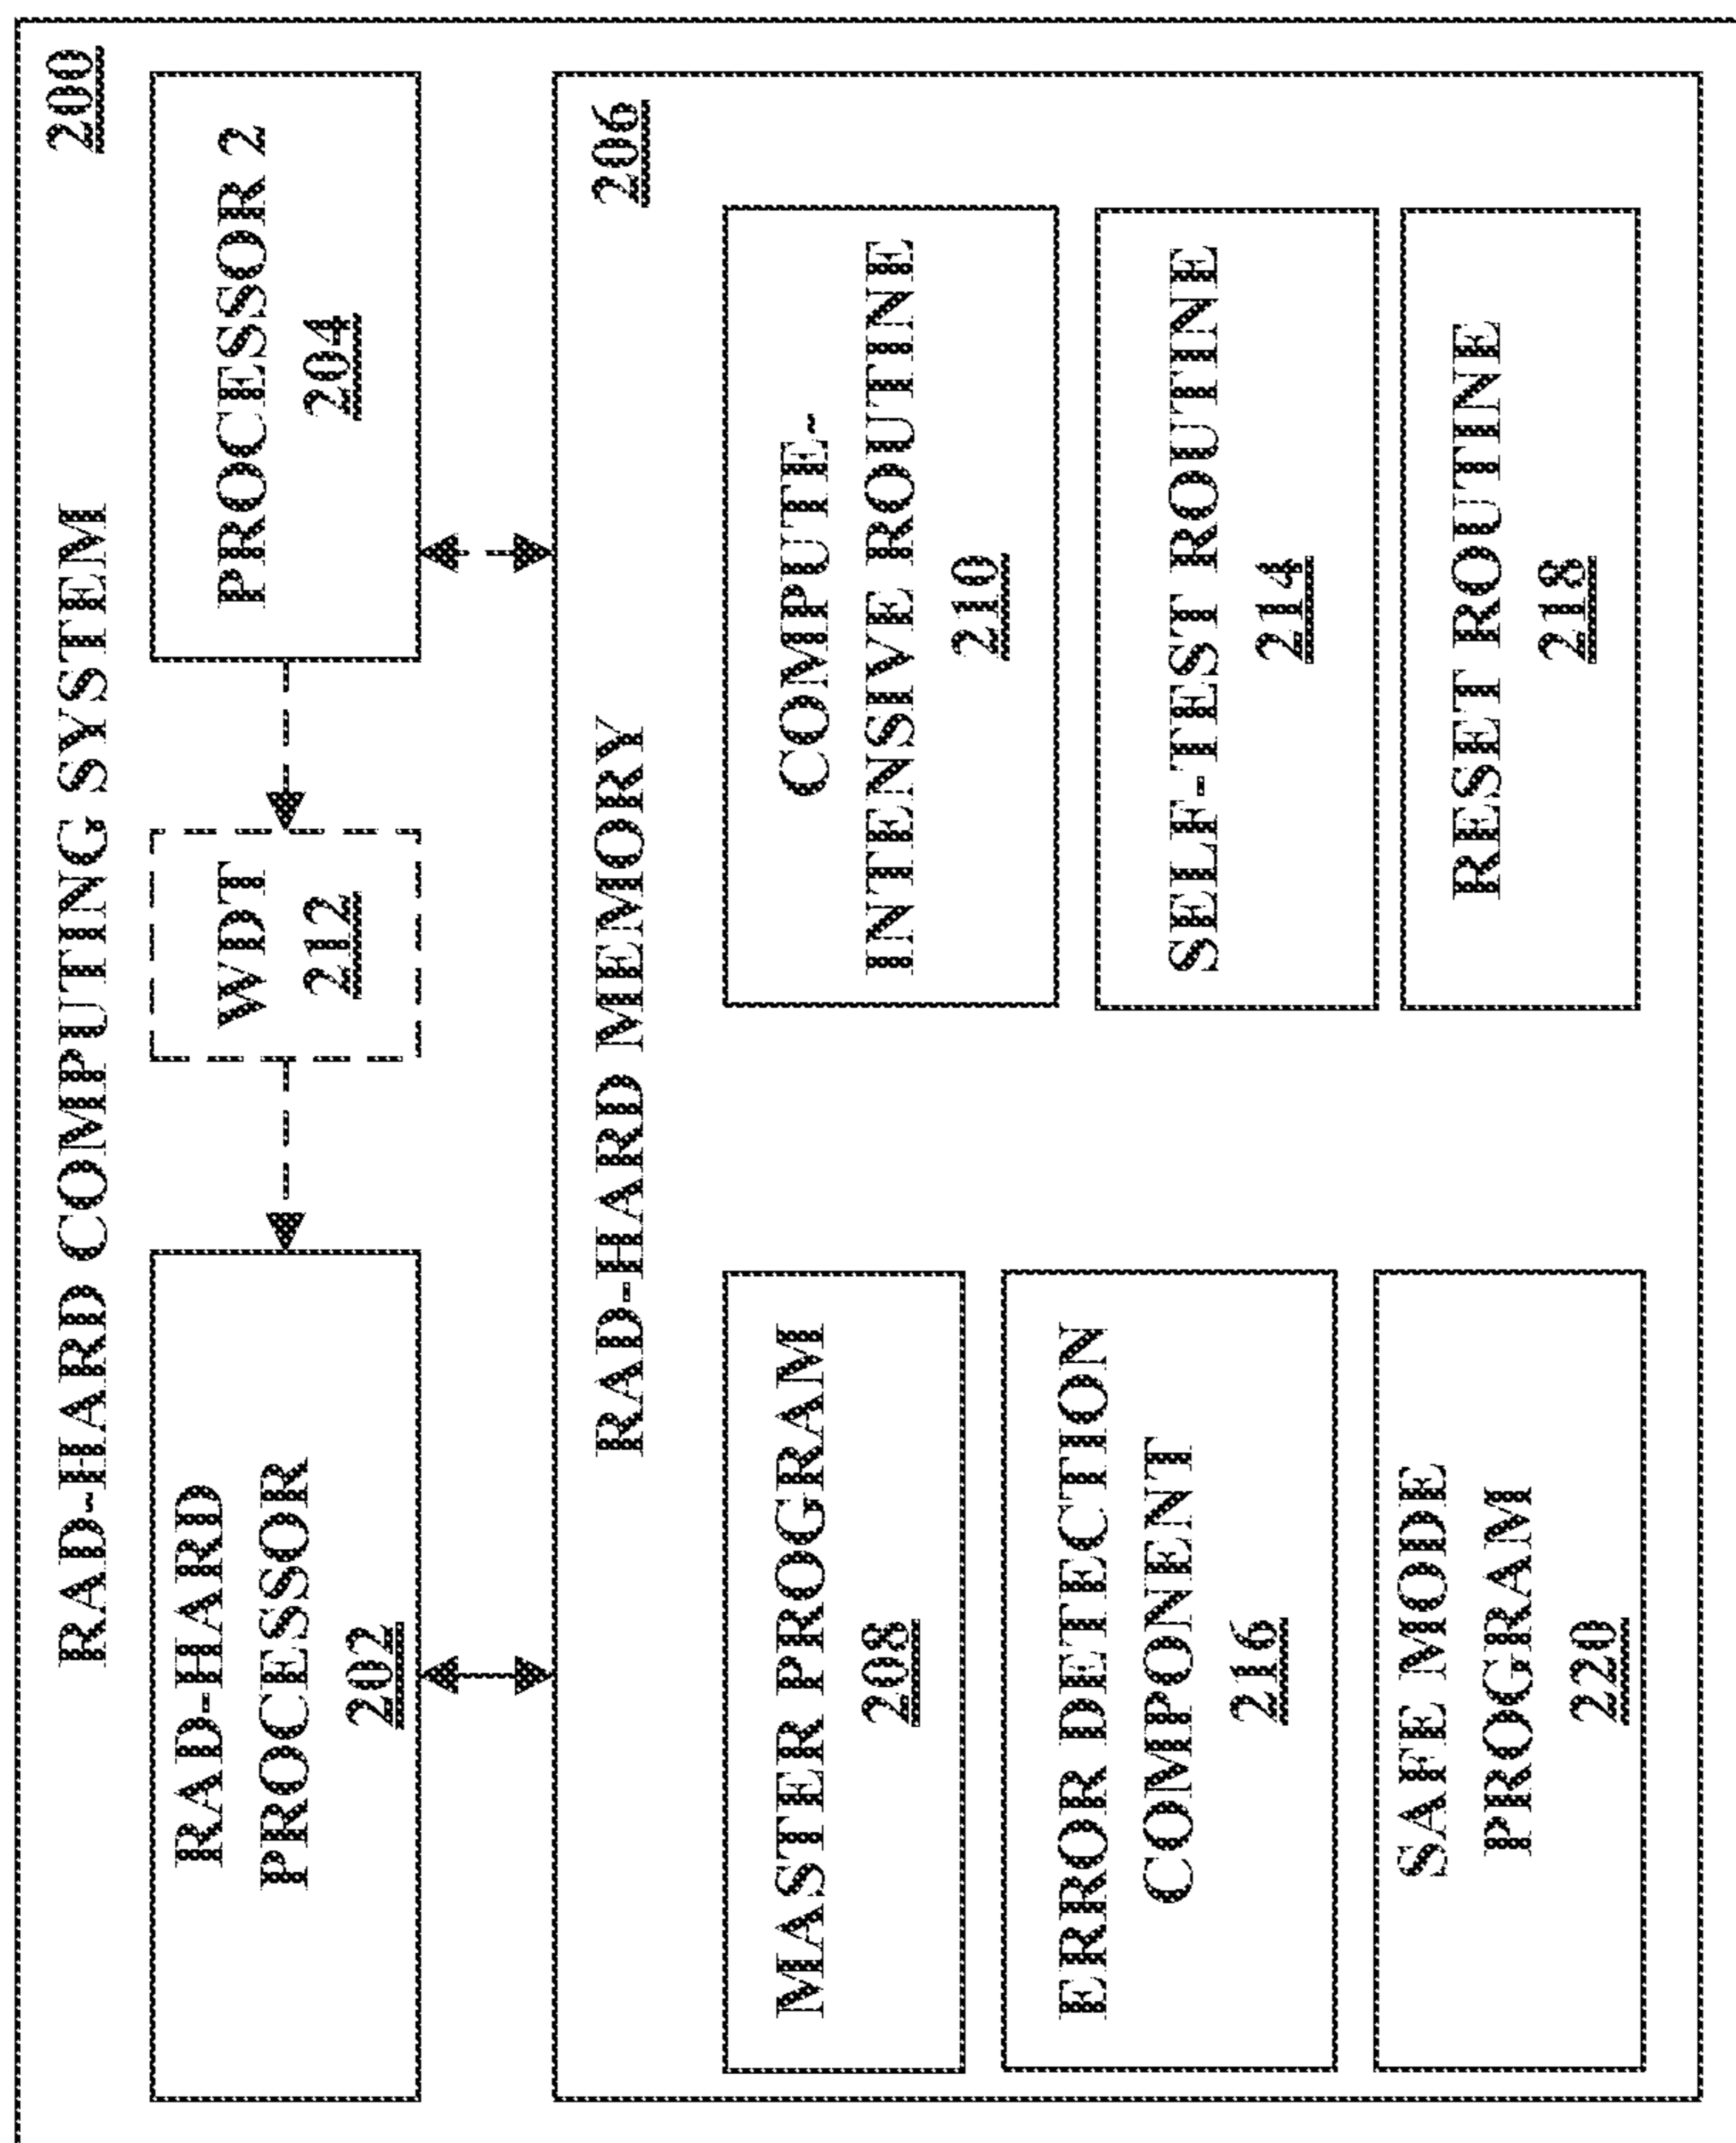 RAD-HARD COMPUTING SYSTEM
200
RAD-HARD
PROCESSOR
202
WDT
212
PROCESSOR 2
204
RAD-HARD MEMORY
206
MASTER PROGRAM
208
ERROR DETECTION
COMPONENT
216
SAFE MODE
PROGRAM
220
COMPUTE-
INTENSIVE ROUTINE
210
SELF-TEST ROUTINE
214
RESET ROUTINE
218